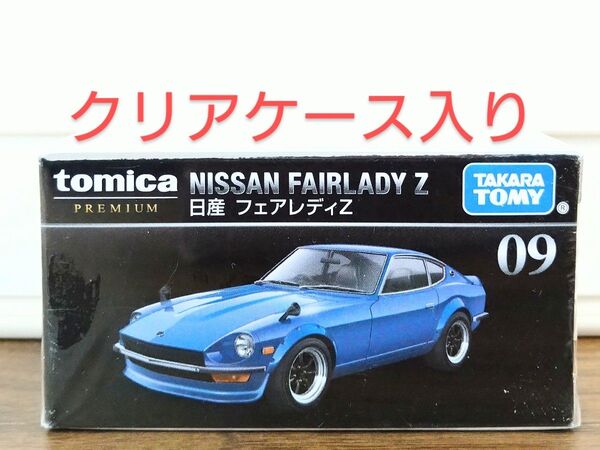 クリアケース入り
tomica
PREMIUM
NISSAN FAIRLADY Z
日産 フェアレディZ
TAKARA
TOMY®
09